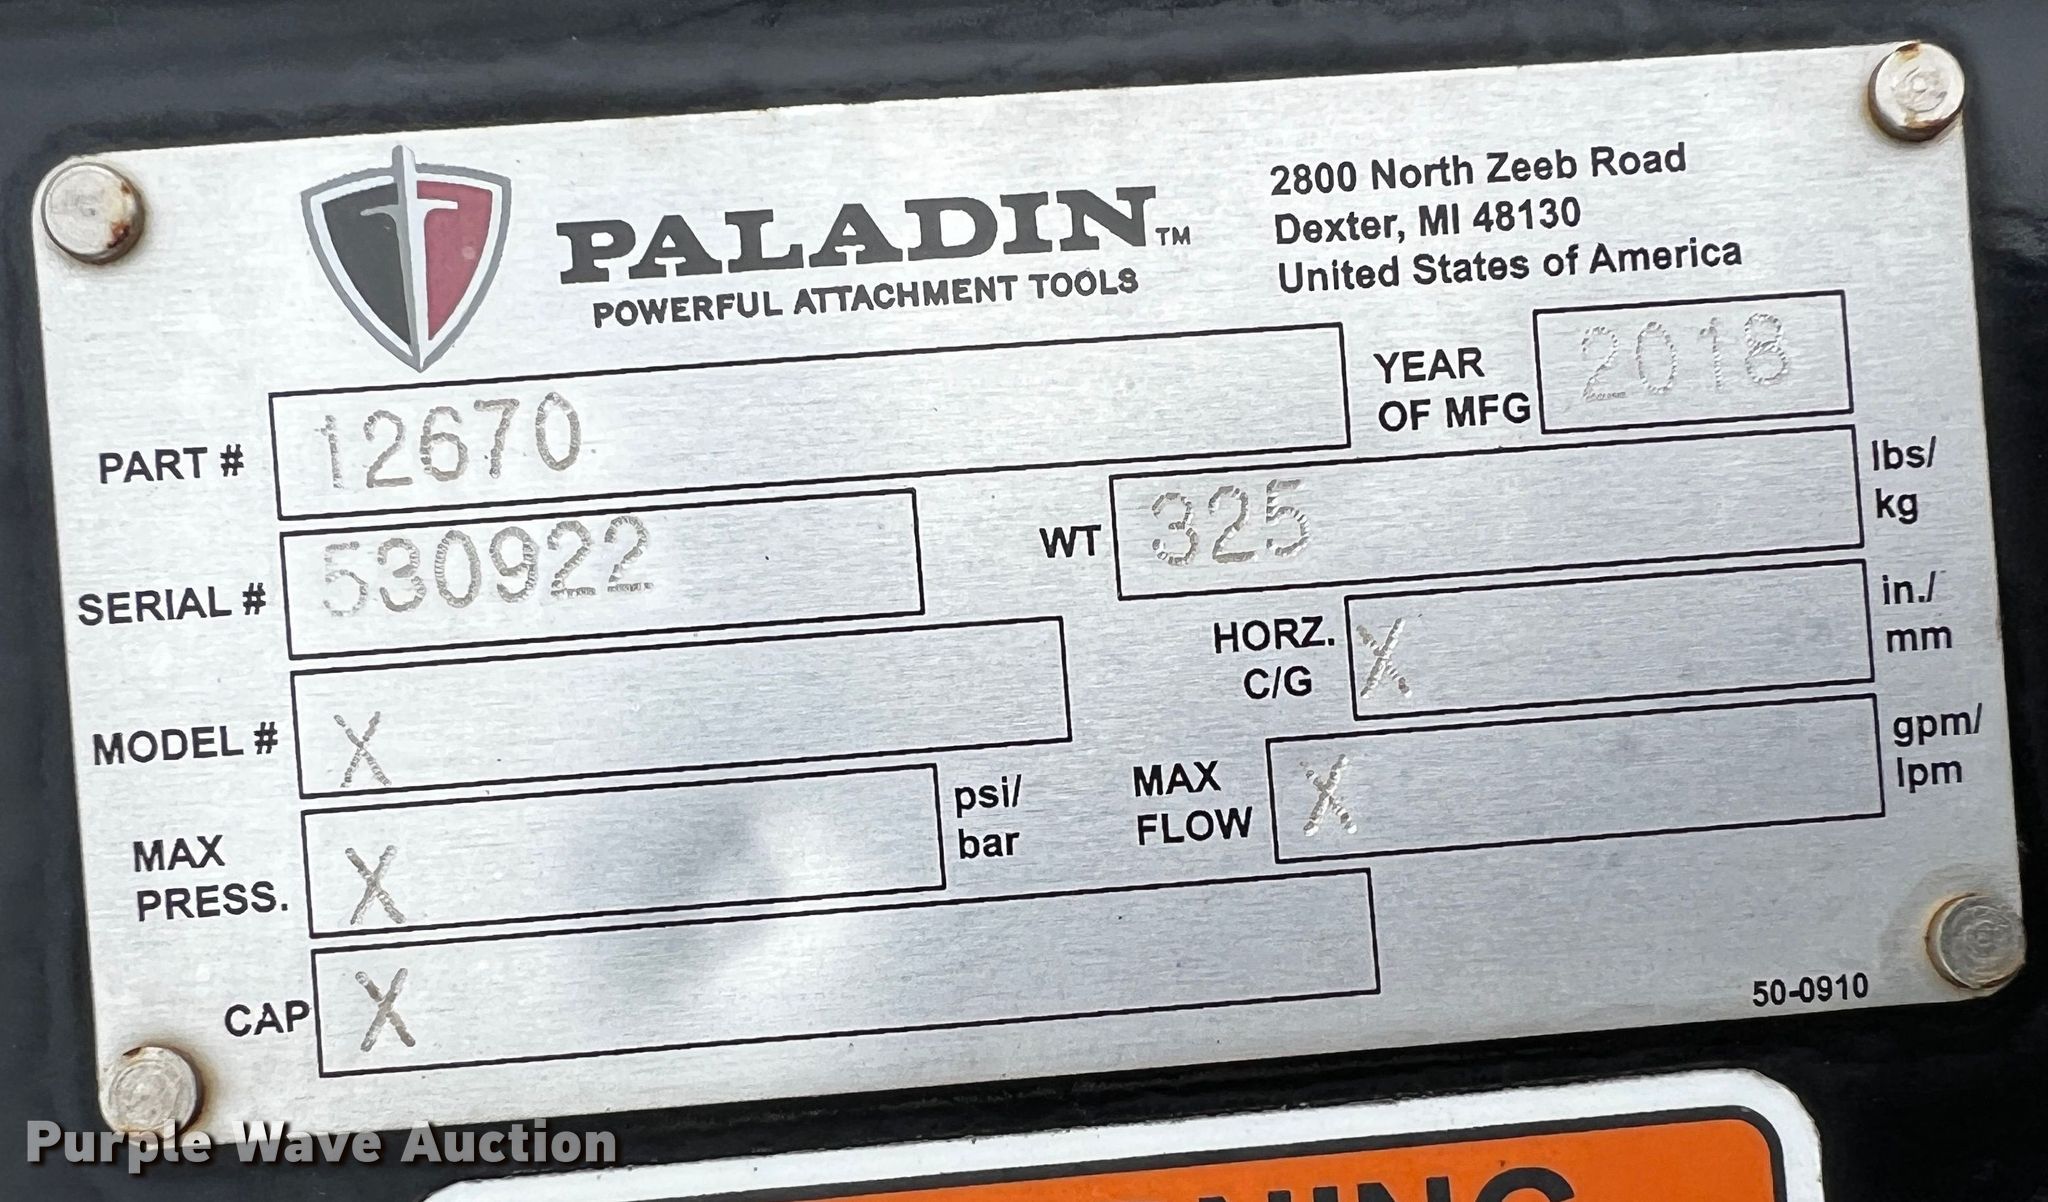 PALADIN™
POWERFUL ATTACHMENT TOOLS
2800 North Zeeb Road
Dexter, MI 48130
United States of America
PART # 12670
YEAR OF MFG 2018
SERIAL # 530922
WT 325 lbs/kg
MODEL # X
HORZ. C/G X in./mm
MAX PRESS. X psi/bar
MAX FLOW X gpm/lpm
CAP X
50-0910
Purple Wave Auction